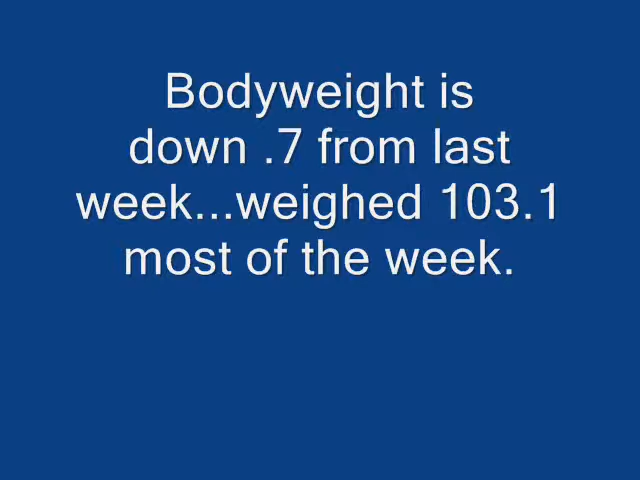 Bodyweight is
down .7 from last
week...weighed 103.1
most of the week.